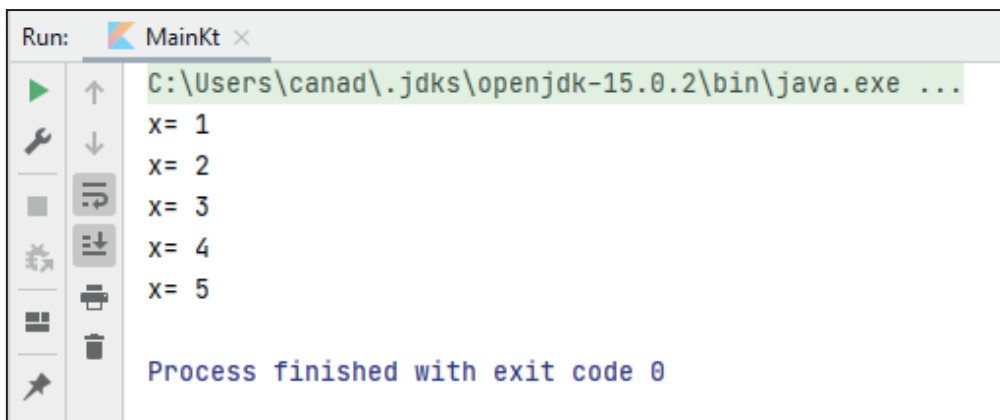 Run: MainKt
C:\Users\canad\.jdks\openjdk-15.0.2\bin\java.exe ...
x= 1
x= 2
x= 3
x= 4
x= 5
Process finished with exit code 0